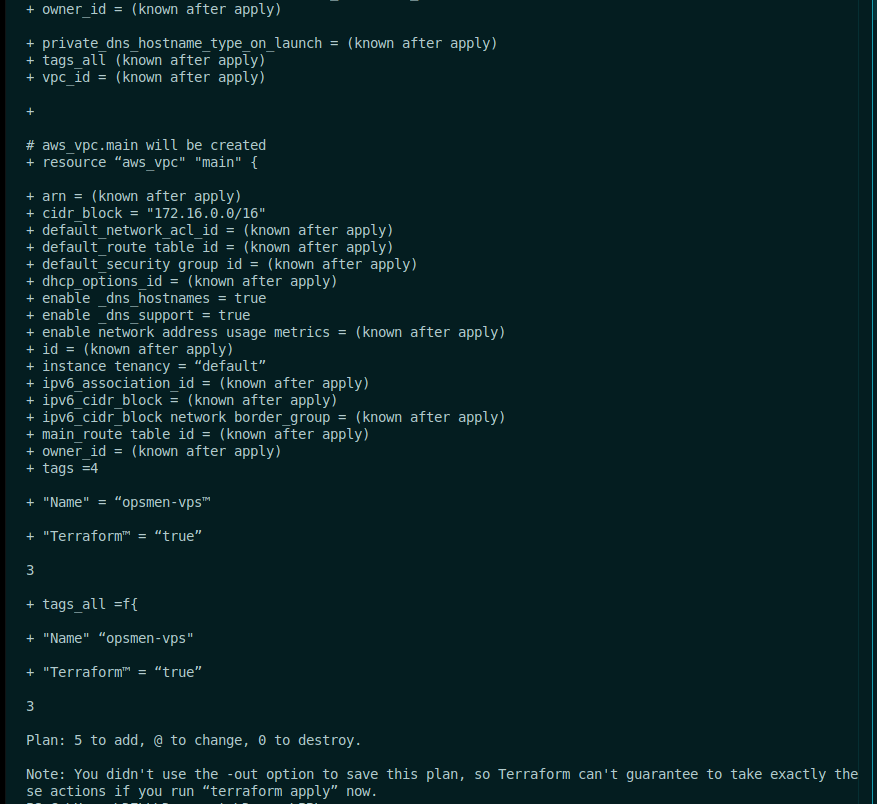 + owner_id = (known after apply)
+ private_dns_hostname_type_on_launch = (known after apply)
+ tags_all (known after apply)
+ vpc_id = (known after apply)
+
# aws_vpc.main will be created
+ resource “aws_vpc" "main" {
+ arn = (known after apply)
+ cidr_block = "172.16.0.0/16"
+ default_network_acl_id = (known after apply)
+ default_route table id = (known after apply)
+ default_security group id = (known after apply)
+ dhcp_options_id = (known after apply)
+ enable _dns_hostnames = true
+ enable _dns_support = true
+ enable network address usage metrics = (known after apply)
+ id = (known after apply)
+ instance tenancy = “default”
+ ipv6_association_id = (known after apply)
+ ipv6_cidr_block = (known after apply)
+ ipv6_cidr_block network border_group = (known after apply)
+ main_route table id = (known after apply)
+ owner_id = (known after apply)
+ tags =4
+ "Name" = “opsmen-vps™
+ "Terraform™ = “true”
3
+ tags_all =f{
+ "Name" “opsmen-vps"
+ "Terraform™ = “true”
3
Plan: 5 to add, @ to change, 0 to destroy.
Note: You didn't use the -out option to save this plan, so Terraform can't guarantee to take exactly the
se actions if you run “terraform apply” now.